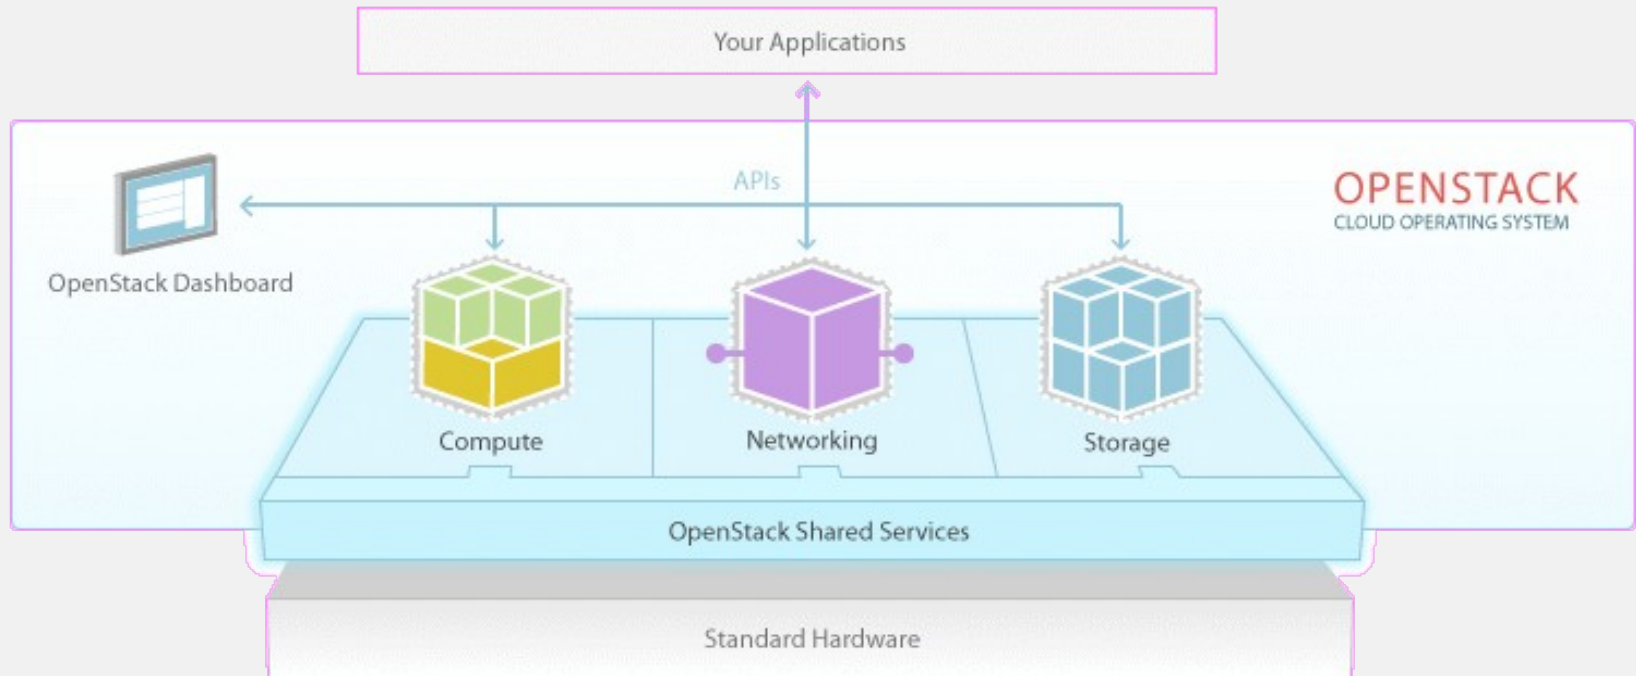 Your Applications
APIs
OPENSTACK
CLOUD OPERATING SYSTEM
OpenStack Dashboard
Compute
Networking
Storage
OpenStack Shared Services
Standard Hardware